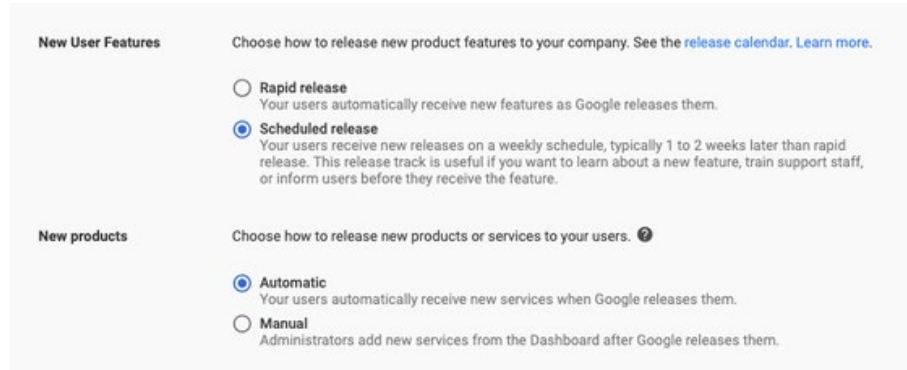 New User Features
Choose how to release new product features to your company. See the release calendar. Learn more.
Rapid release
Your users automatically receive new features as Google releases them.
Scheduled release
Your users receive new releases on a weekly schedule, typically 1 to 2 weeks later than rapid
release. This release track is useful if you want to learn about a new feature, train support staff,
or inform users before they receive the feature.
New products
Choose how to release new products or services to your users. ?
Automatic
Your users automatically receive new services when Google releases them.
Manual
Administrators add new services from the Dashboard after Google releases them.